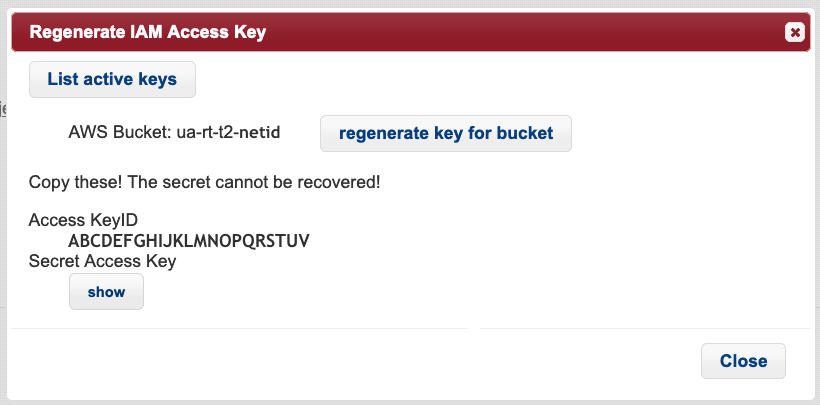 Regenerate IAM Access Key
List active keys
AWS Bucket: ua-rt-t2-netid regenerate key for bucket
Copy these! The secret cannot be recovered!
Access KeyID
ABCDEFGHIJKLMNOPQRSTUV
Secret Access Key
show
Close